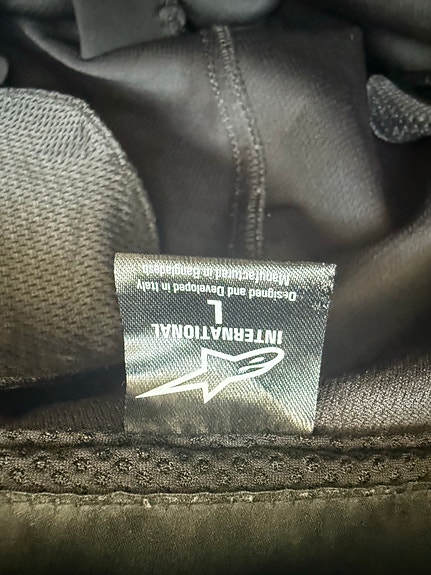 INTERNATIONAL
L
Designed and Developed in Italy
Manufactured in Bangladesh